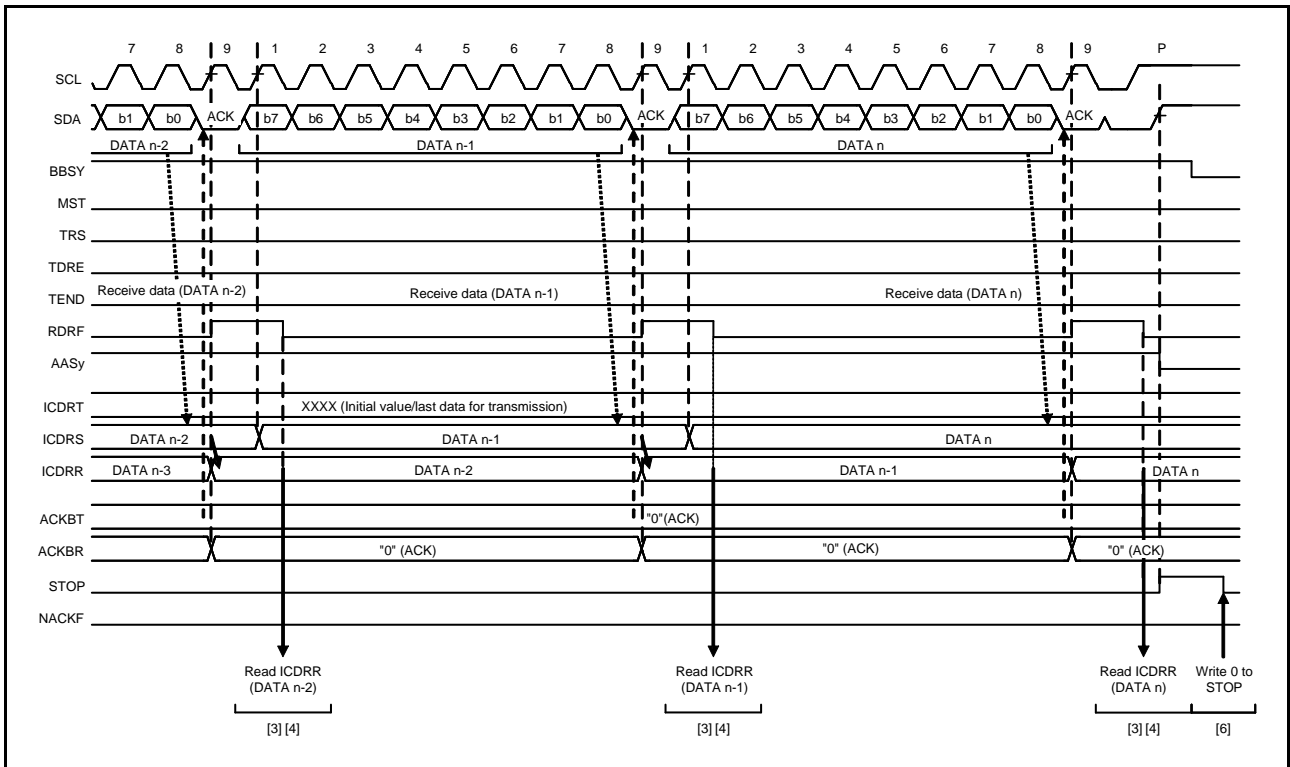 7 8 9 1 2 3 4 5 6 7 8 9 1 2 3 4 5 6 7 8 9 P
SCL
SDA b1 b0 ACK b7 b6 b5 b4 b3 b2 b1 b0 ACK b7 b6 b5 b4 b3 b2 b1 b0 ACK
DATA n-2 DATA n-1 DATA n
BBSY
MST
TRS
TDRE
Receive data (DATA n-2) Receive data (DATA n-1) Receive data (DATA n)
TEND
RDRF
AASy
ICDRT XXXX (Initial value/last data for transmission)
ICDRS DATA n-2 DATA n-1 DATA n
ICDRR DATA n-3 DATA n-2 DATA n-1 DATA n
ACKBT "0"(ACK)
ACKBR "0" (ACK) "0" (ACK) "0" (ACK)
STOP
NACKF
Read ICDRR Read ICDRR Read ICDRR Write 0 to
(DATA n-2) (DATA n-1) (DATA n) STOP
[3] [4] [3] [4] [3] [4] [6]